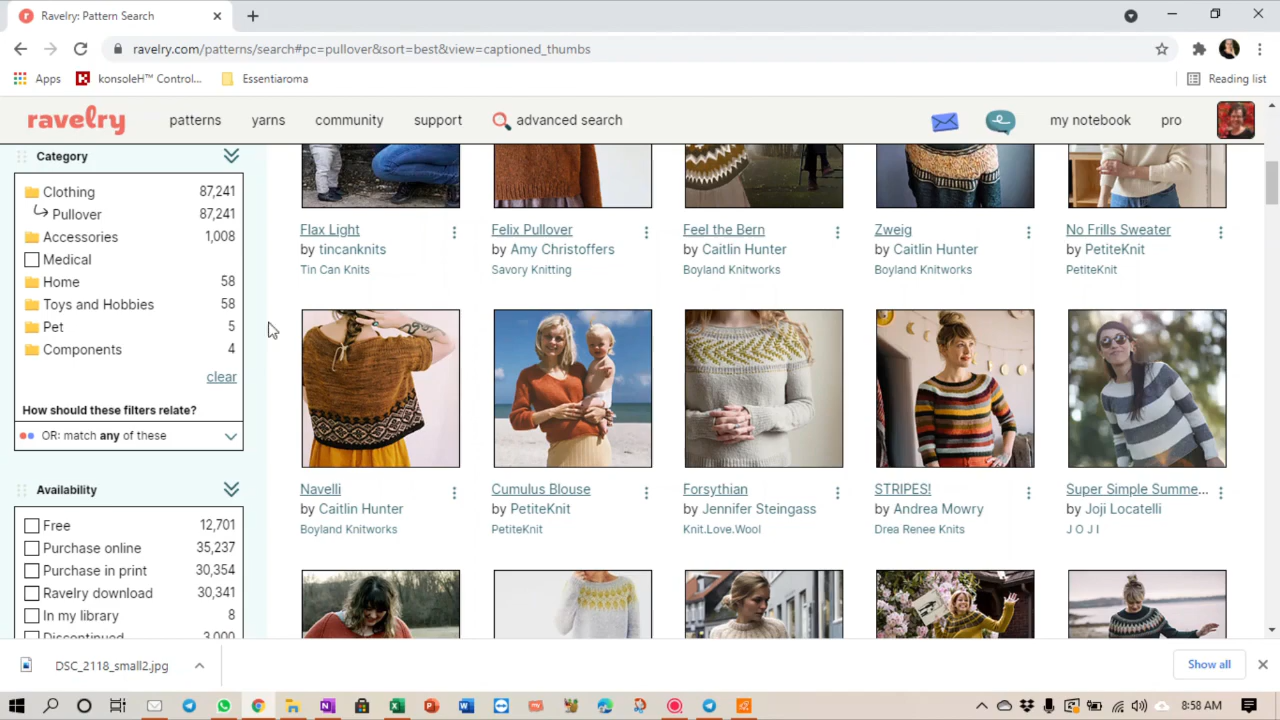 Ravelry: Pattern Search
ravelry.com/patterns/search#pc=pullover&sort=best&view=captioned_thumbs
Apps
konsoleH™ Control...
Essentiaroma
Reading list
ravelry
patterns
yarns
community
support
advanced search
my notebook
pro
Category
Clothing 87,241
Pullover 87,241
Accessories 1,008
Medical
Home 58
Toys and Hobbies 58
Pet 5
Components 4
clear
How should these filters relate?
OR: match any of these
Availability
Free 12,701
Purchase online 35,237
Purchase in print 30,354
Ravelry download 30,341
In my library 8
Discontinued 3,000
Flax Light
by tincanknits
Tin Can Knits
Felix Pullover
by Amy Christoffers
Savory Knitting
Feel the Bern
by Caitlin Hunter
Boyland Knitworks
Zweig
by Caitlin Hunter
Boyland Knitworks
No Frills Sweater
by PetiteKnit
PetiteKnit
Navelli
by Caitlin Hunter
Boyland Knitworks
Cumulus Blouse
by PetiteKnit
PetiteKnit
Forsythian
by Jennifer Steingass
Knit.Love.Wool
STRIPES!
by Andrea Mowry
Drea Renee Knits
Super Simple Summe...
by Joji Locatelli
J O J I
DSC_2118_small2.jpg
Show all
8:58 AM